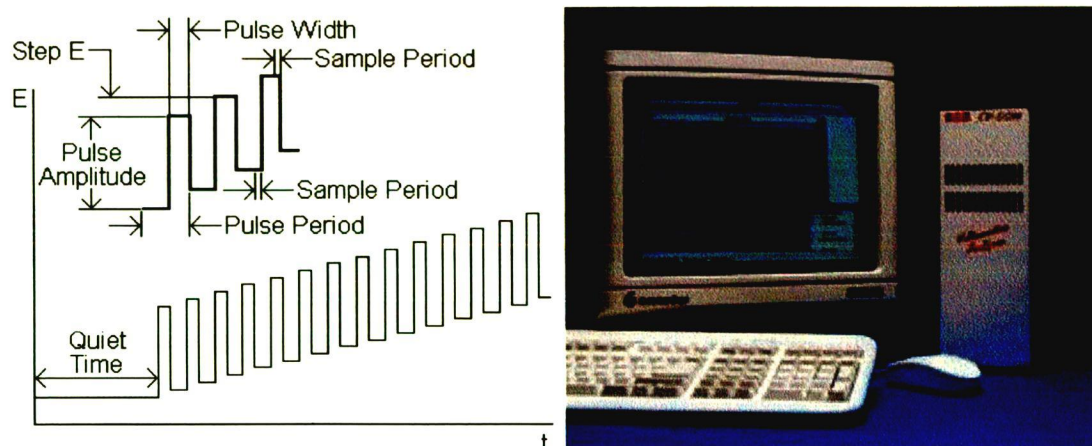 Pulse Width
Step E
Sample Period
E
Pulse
Amplitude
Sample Period
Pulse Period
Quiet
Time
t